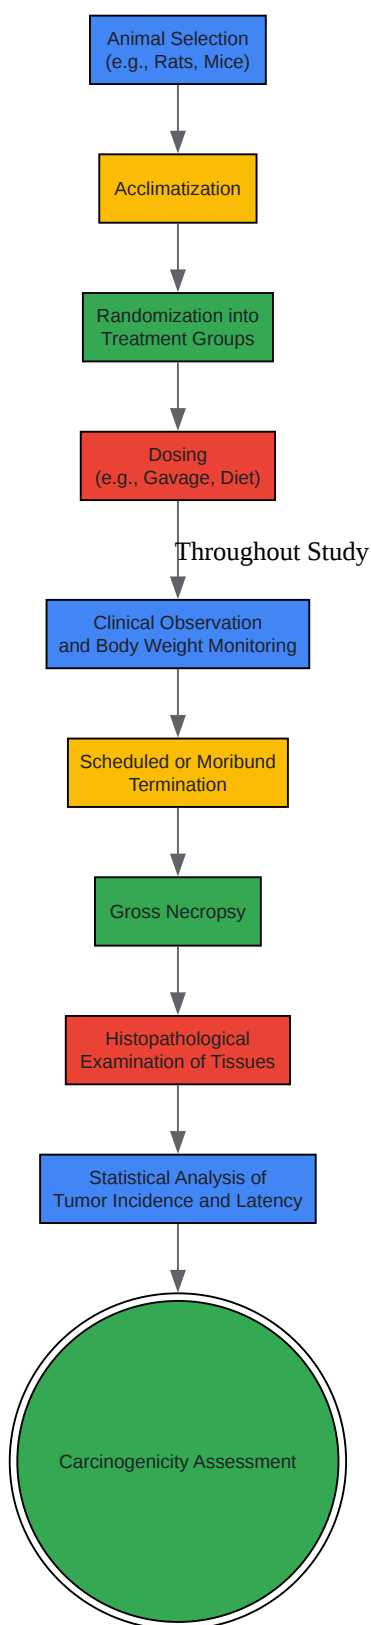 Animal Selection
(e.g., Rats, Mice)
Acclimatization
Randomization into
Treatment Groups
Dosing
(e.g., Gavage, Diet)
Throughout Study
Clinical Observation
and Body Weight Monitoring
Scheduled or Moribund
Termination
Gross Necropsy
Histopathological
Examination of Tissues
Statistical Analysis of
Tumor Incidence and Latency
Carcinogenicity Assessment